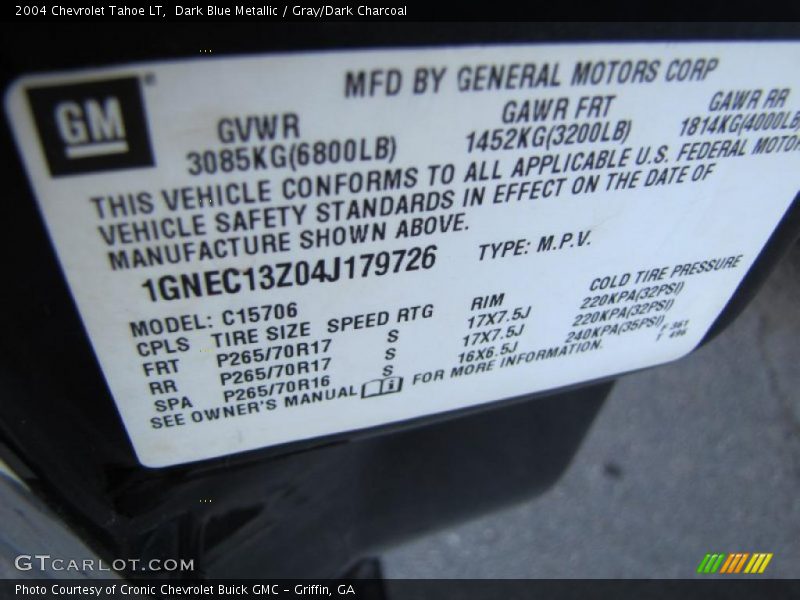 2004 Chevrolet Tahoe LT,  Dark Blue Metallic / Gray/Dark Charcoal
GM
MFD BY GENERAL MOTORS CORP
GVWR GAWR FRT GAWR RR
3085KG(6800LB) 1452KG(3200LB) 1814KG(4000LB
THIS VEHICLE CONFORMS TO ALL APPLICABLE U.S. FEDERAL MOTO
VEHICLE SAFETY STANDARDS IN EFFECT ON THE DATE OF
MANUFACTURE SHOWN ABOVE.
1GNEC13Z04J179726 TYPE: M.P.V.
MODEL: C15706
CPLS TIRE SIZE SPEED RTG RIM COLD TIRE PRESSURE
FRT P265/70R17 S 17X7.5J 220KPA(32PSI)
RR P265/70R17 S 17X7.5J 220KPA(32PSI)
SPA P265/70R16 S 16X6.5J 240KPA(35PSI)
SEE OWNER'S MANUAL FOR MORE INFORMATION.
GTCARLOT.COM
Photo Courtesy of Cronic Chevrolet Buick GMC – Griffin, GA